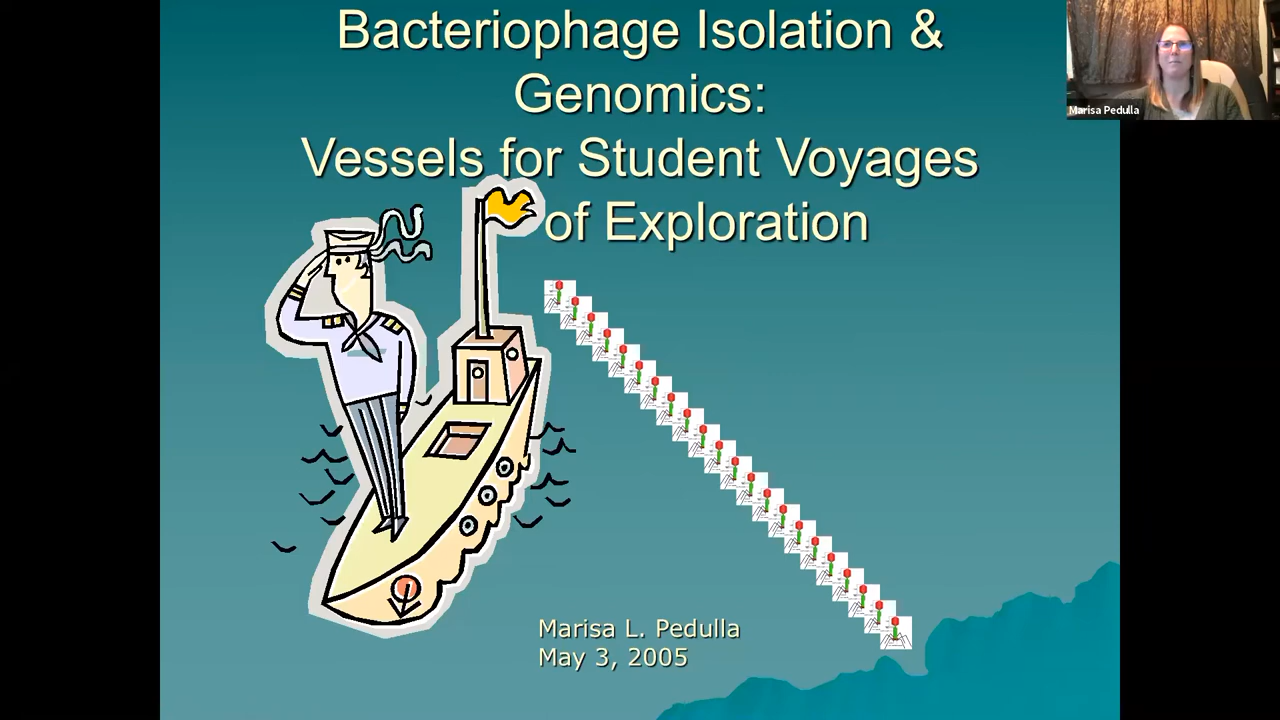 Bacteriophage Isolation &
Genomics:
Vessels for Student Voyages
of Exploration
Marisa Pedulla
Marisa L. Pedulla
May 3, 2005